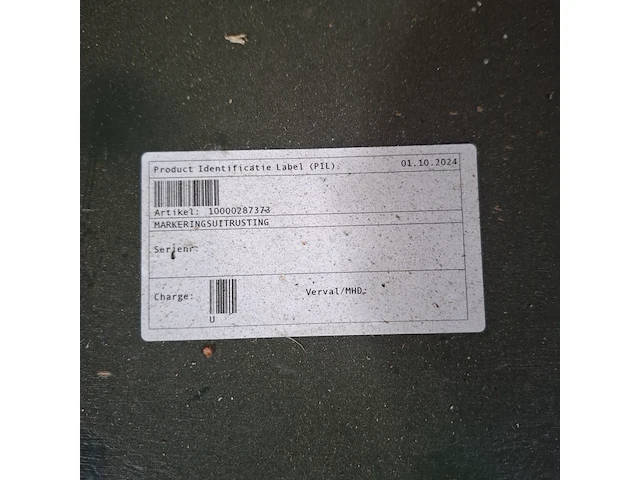 Product Identificatie Label (PIL). 01.10.2024
Artikel: 10000287373
MARKERINGSUITRUSTING
Serienr:
Charge: Verval/MHD:
U